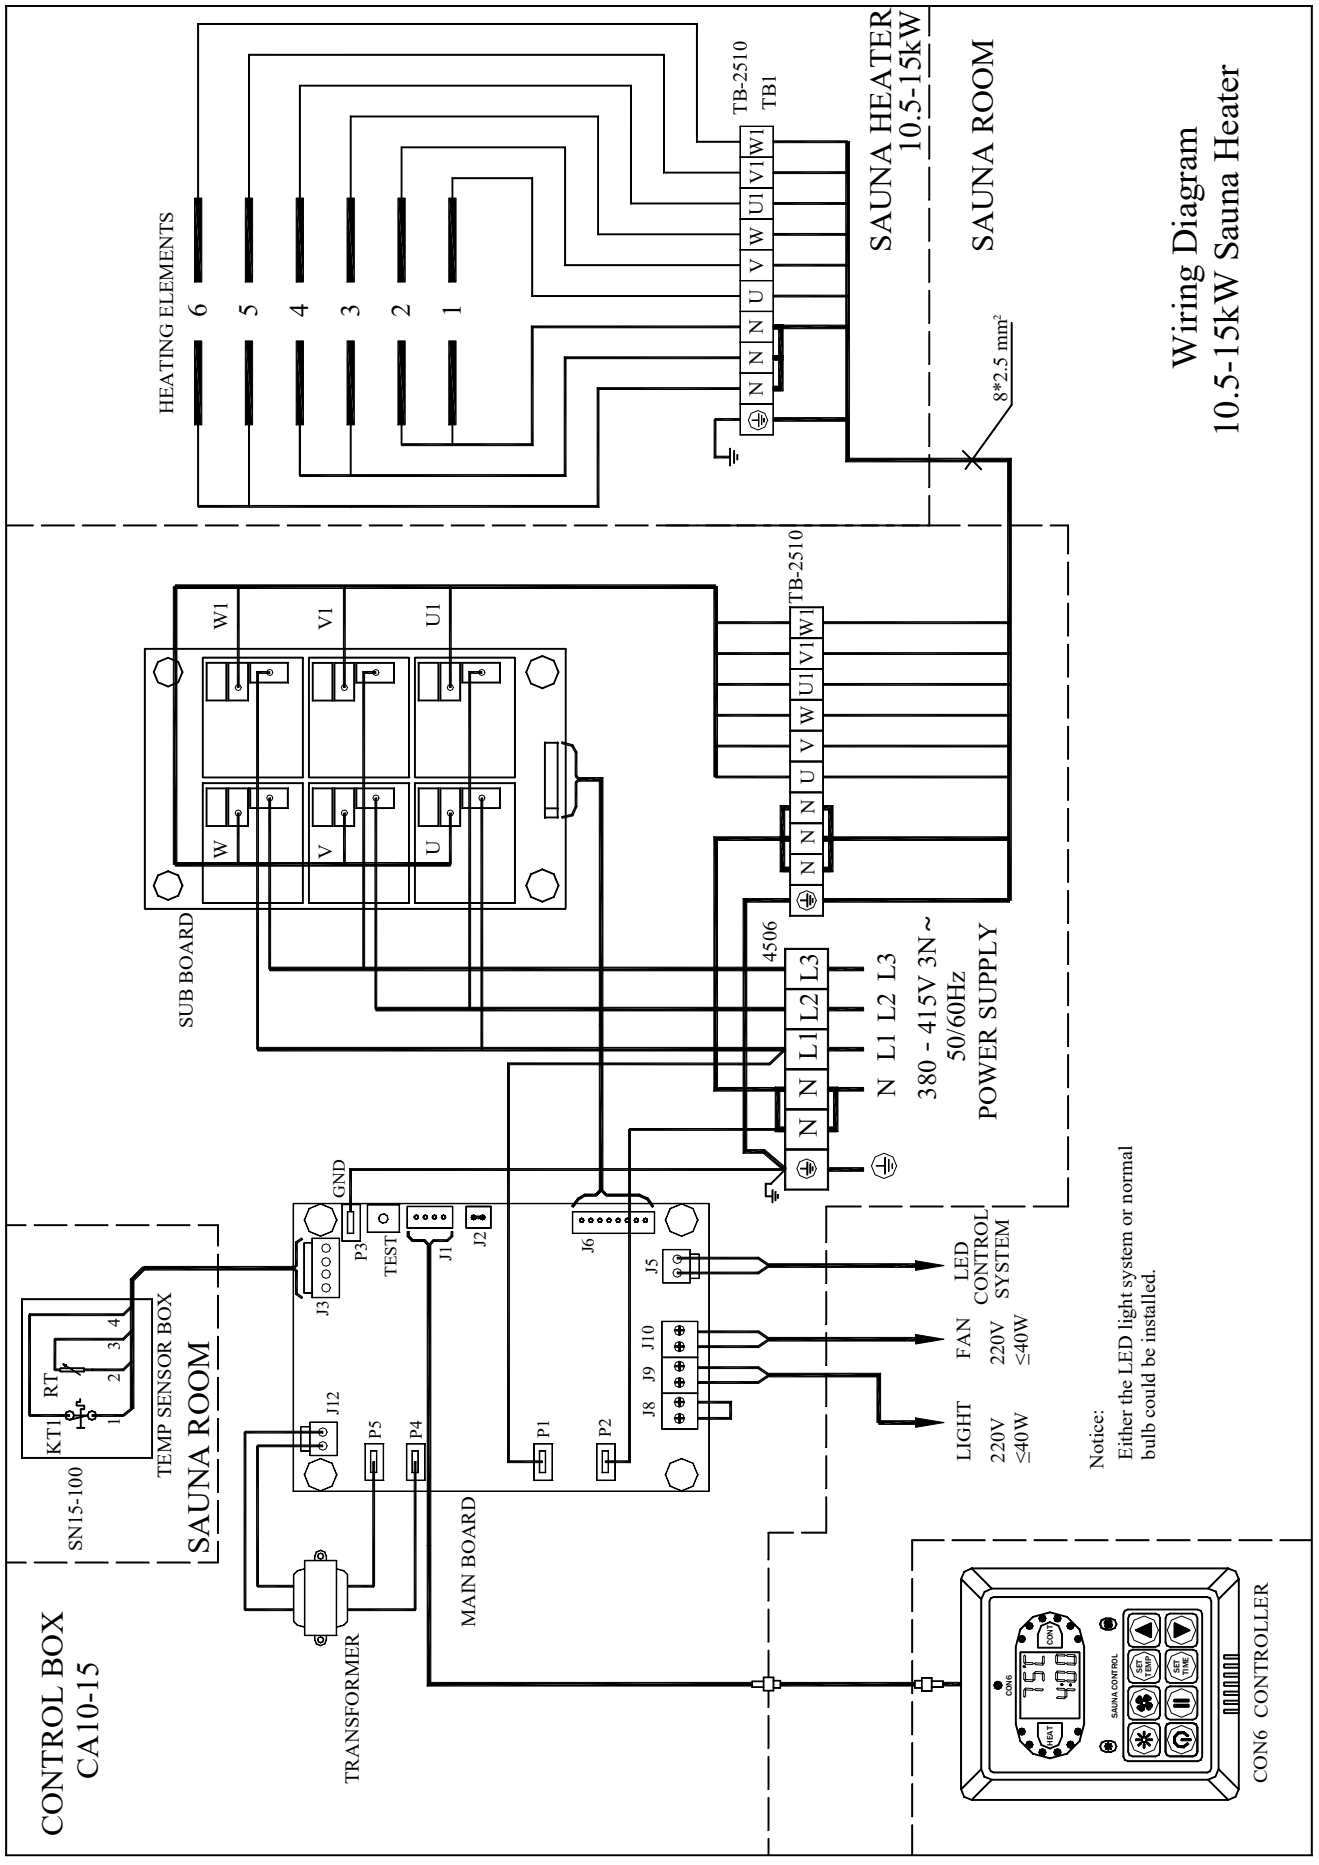 CONTROL BOX
CA10-15
SN15-100
KT1
RT
1
2
3
4
TEMP SENSOR BOX
SAUNA ROOM
TRANSFORMER
MAIN BOARD
J12
P5
P4
J3
P3
GND
TEST
J1
J2
P1
P2
J6
J8
J9
J10
J5
SUB BOARD
W
V
U
W1
V1
U1
HEATING ELEMENTS
6
5
4
3
2
1
TB-2510
TB1
N
N
N
U
V
W
U1
V1
W1
SAUNA HEATER
10.5-15kW
SAUNA ROOM
4506
N
N
L1
L2
L3
TB-2510
N
N
N
U
V
W
U1
V1
W1
N L1 L2 L3
380 - 415V 3N~
50/60Hz
POWER SUPPLY
8*2.5 mm²
LIGHT
220V
≤40W
FAN
220V
≤40W
LED
CONTROL
SYSTEM
Notice:
Either the LED light system or normal
bulb could be installed.
CON6
HEAT
75.2
4:00
CONT
SAUNA CONTROL
SET
TEMP
SET
TIME
CON6 CONTROLLER
Wiring Diagram
10.5-15kW Sauna Heater